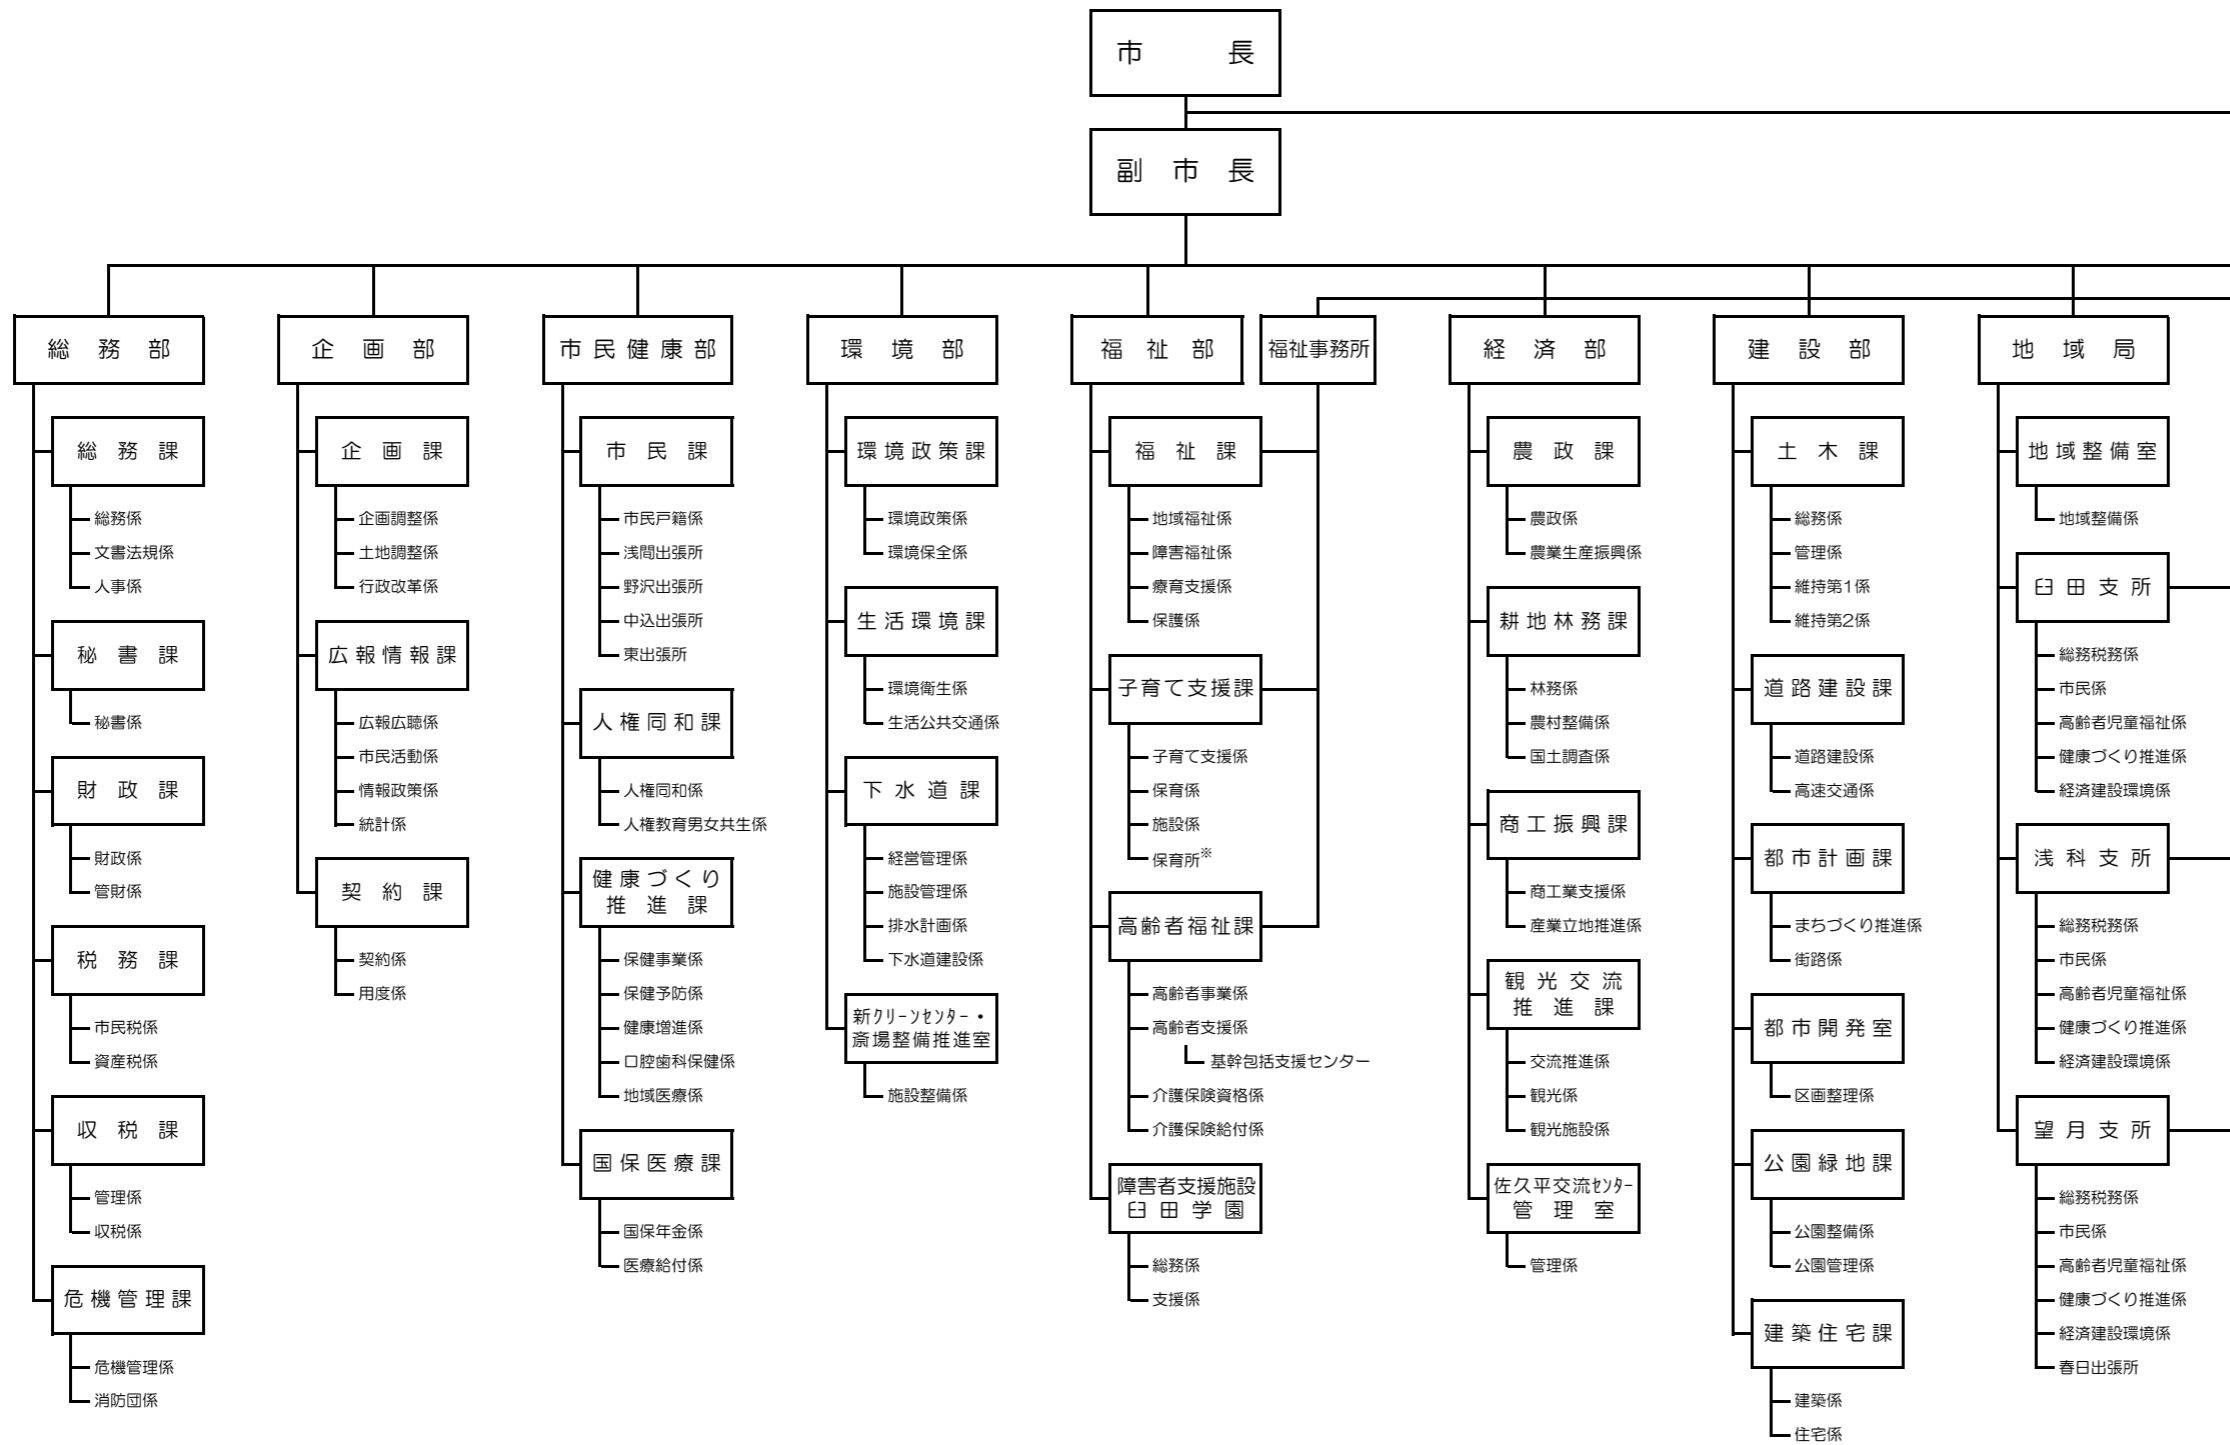 市長
副市長
総務部
総務課
総務係
文書法規係
人事係
秘書課
秘書係
財政課
財政係
管財係
税務課
市民税係
資産税係
収税課
管理係
収税係
危機管理課
危機管理係
消防団係
企画部
企画課
企画調整係
土地調整係
行政改革係
広報情報課
広報広聴係
市民活動係
情報政策係
統計係
契約課
契約係
用度係
市民健康部
市民課
市民戸籍係
浅間出張所
野沢出張所
中込出張所
東出張所
人権同和課
人権同和係
人権教育男女共生係
健康づくり
推進課
保健事業係
保健予防係
健康増進係
口腔歯科保健係
地域医療係
国保医療課
国保年金係
医療給付係
環境部
環境政策課
環境政策係
環境保全係
生活環境課
環境衛生係
生活公共交通係
下水道課
経営管理係
施設管理係
排水計画係
下水道建設係
新クリーンセンター・
斎場整備推進室
施設整備係
福祉部
福祉事務所
福祉課
地域福祉係
障害福祉係
療育支援係
保護係
子育て支援課
子育て支援係
保育係
施設係
保育所※
高齢者福祉課
高齢者事業係
高齢者支援係
基幹包括支援センター
介護保険資格係
介護保険給付係
障害者支援施設
臼田学園
総務係
支援係
経済部
農政課
農政係
農業生産振興係
耕地林務課
林務係
農村整備係
国土調査係
商工振興課
商工業支援係
産業立地推進係
観光交流
推進課
交流推進係
観光係
観光施設係
佐久平交流センター
管理室
管理係
建設部
土木課
総務係
管理係
維持第1係
維持第2係
道路建設課
道路建設係
高速交通係
都市計画課
まちづくり推進係
街路係
都市開発室
区画整理係
公園緑地課
公園整備係
公園管理係
建築住宅課
建築係
住宅係
地域局
地域整備室
地域整備係
臼田支所
総務税務係
市民係
高齢者児童福祉係
健康づくり推進係
経済建設環境係
浅科支所
総務税務係
市民係
高齢者児童福祉係
健康づくり推進係
経済建設環境係
望月支所
総務税務係
市民係
高齢者児童福祉係
健康づくり推進係
経済建設環境係
春日出張所